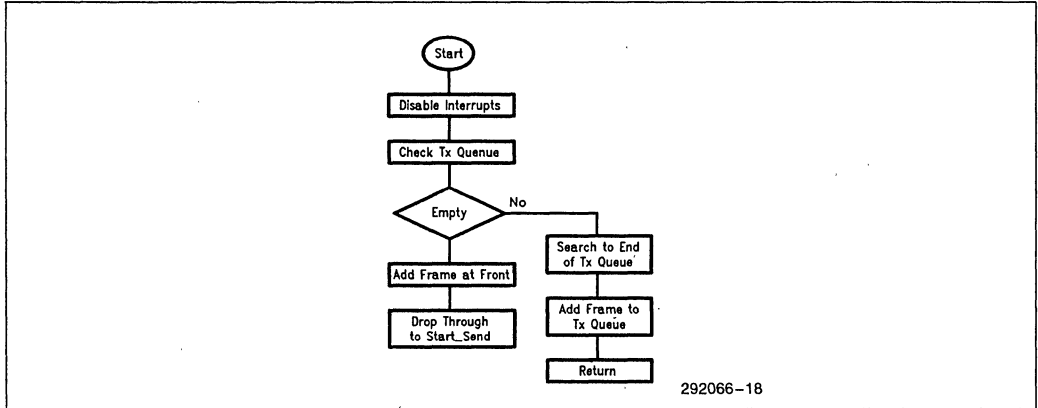 Start
Disable Interrupts
Check Tx Quenue
Empty
No
Add Frame at Front
Drop Through
to Start_Send
Search to End
of Tx Queue
Add Frame to
Tx Queue
Return
292066-18